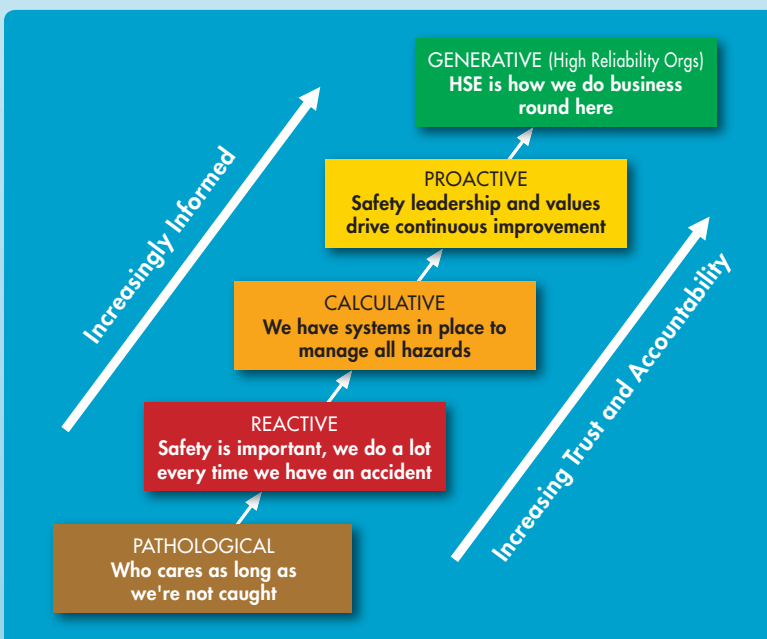 GENERATIVE (High Reliability Orgs)
HSE is how we do business
round here
PROACTIVE
Safety leadership and values
drive continuous improvement
CALCULATIVE
We have systems in place to
manage all hazards
REACTIVE
Safety is important, we do a lot
every time we have an accident
PATHOLOGICAL
Who cares as long as
we're not caught
Increasingly Informed
Increasing Trust and Accountability